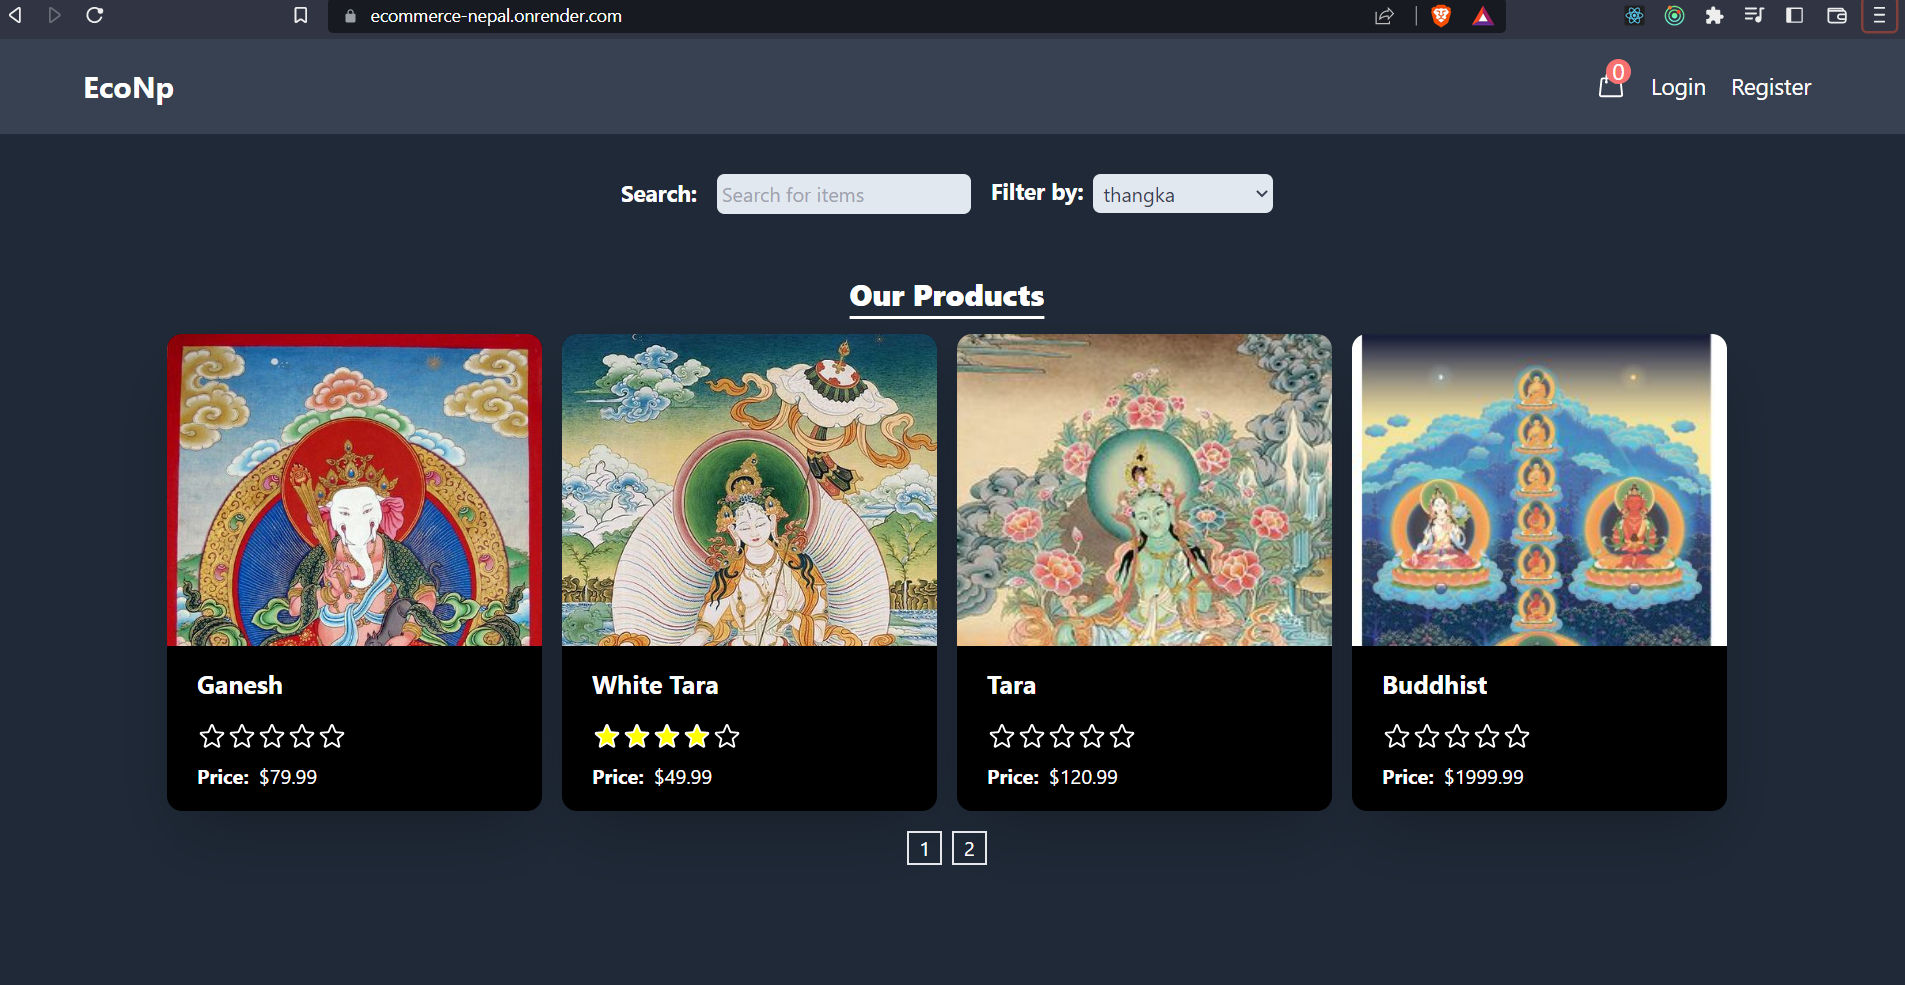 ecommerce-nepal.onrender.com
EcoNp
0
Login
Register
Search:
Search for items
Filter by:
thangka
Our Products
Ganesh
Price: $79.99
White Tara
Price: $49.99
Tara
Price: $120.99
Buddhist
Price: $1999.99
1
2